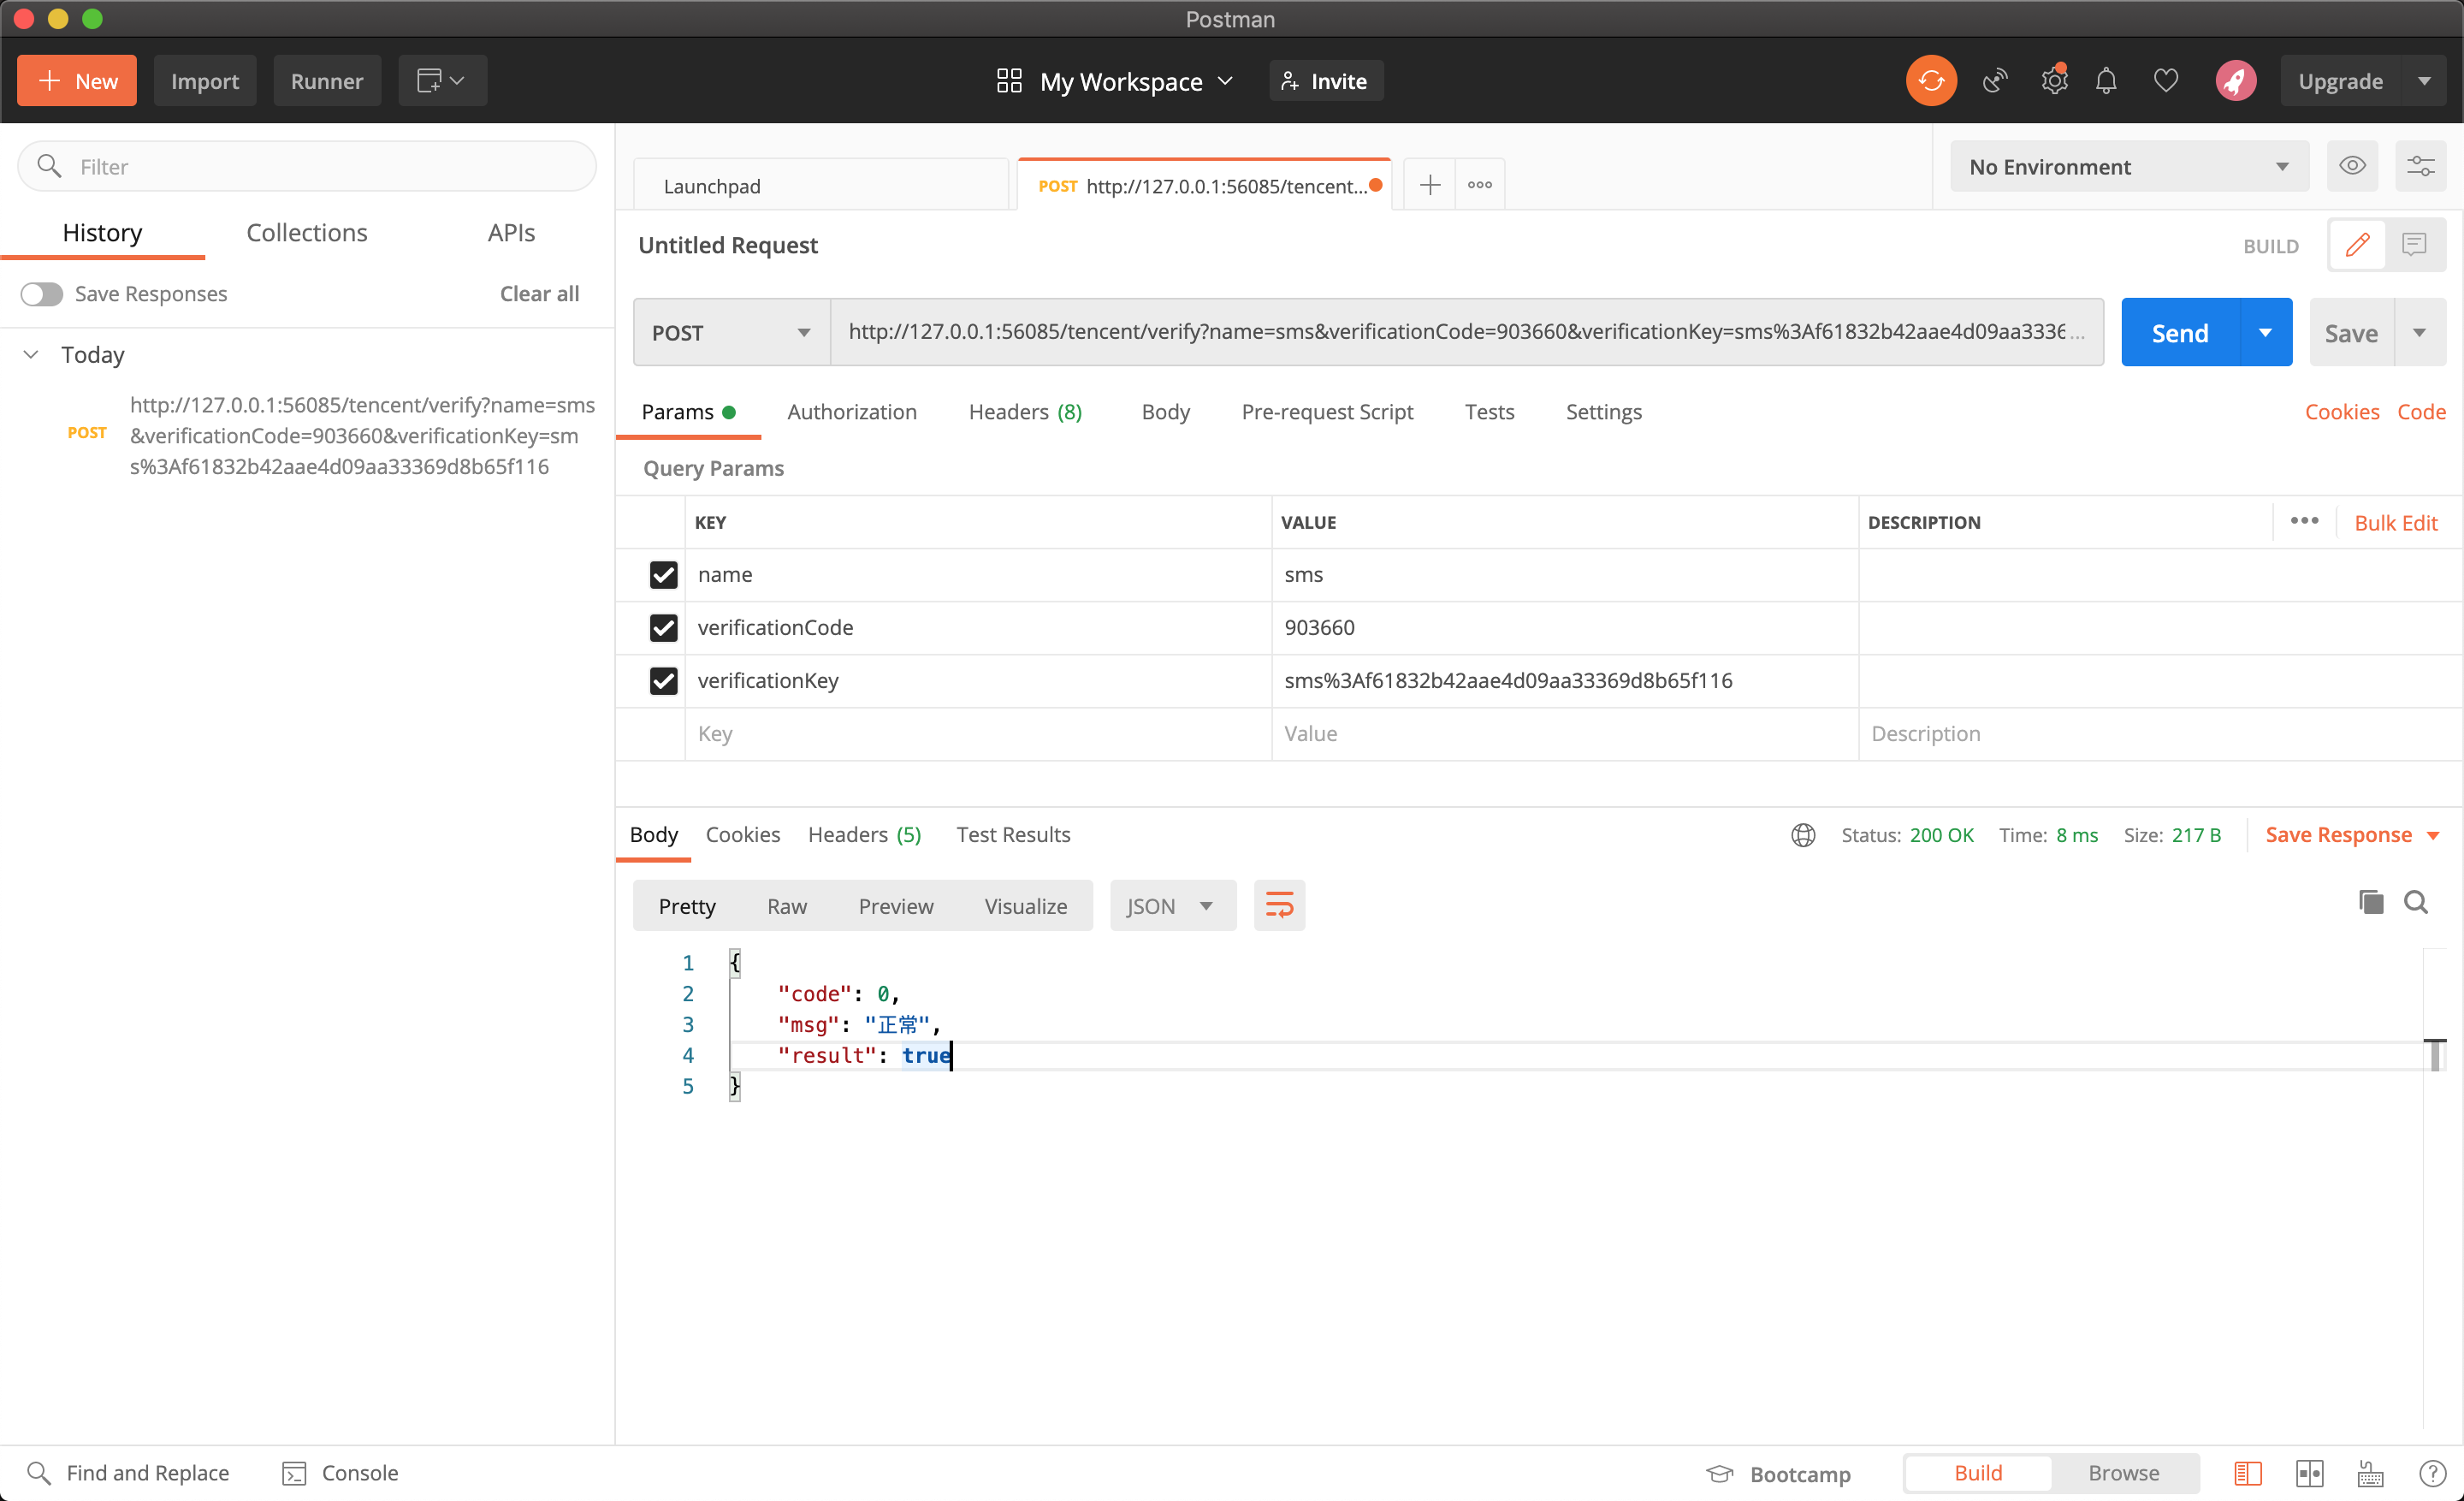 Postman
New
Import
Runner
My Workspace
Invite
Upgrade
Filter
History
Collections
APIs
Save Responses
Clear all
Today
POST
http://127.0.0.1:56085/tencent/verify?name=sms
&verificationCode=903660&verificationKey=sm
s%3Af61832b42aae4d09aa33369d8b65f116
Launchpad
POST http://127.0.0.1:56085/tencent...
No Environment
Untitled Request
BUILD
POST
http://127.0.0.1:56085/tencent/verify?name=sms&verificationCode=903660&verificationKey=sms%3Af61832b42aae4d09aa3336...
Send
Save
Params
Authorization
Headers (8)
Body
Pre-request Script
Tests
Settings
Cookies
Code
Query Params
KEY
VALUE
DESCRIPTION
Bulk Edit
name
sms
verificationCode
903660
verificationKey
sms%3Af61832b42aae4d09aa33369d8b65f116
Key
Value
Description
Body
Cookies
Headers (5)
Test Results
Status: 200 OK
Time: 8 ms
Size: 217 B
Save Response
Pretty
Raw
Preview
Visualize
JSON
1 {
2 "code": 0,
3 "msg": "正常",
4 "result": true
5 }
Find and Replace
Console
Bootcamp
Build
Browse